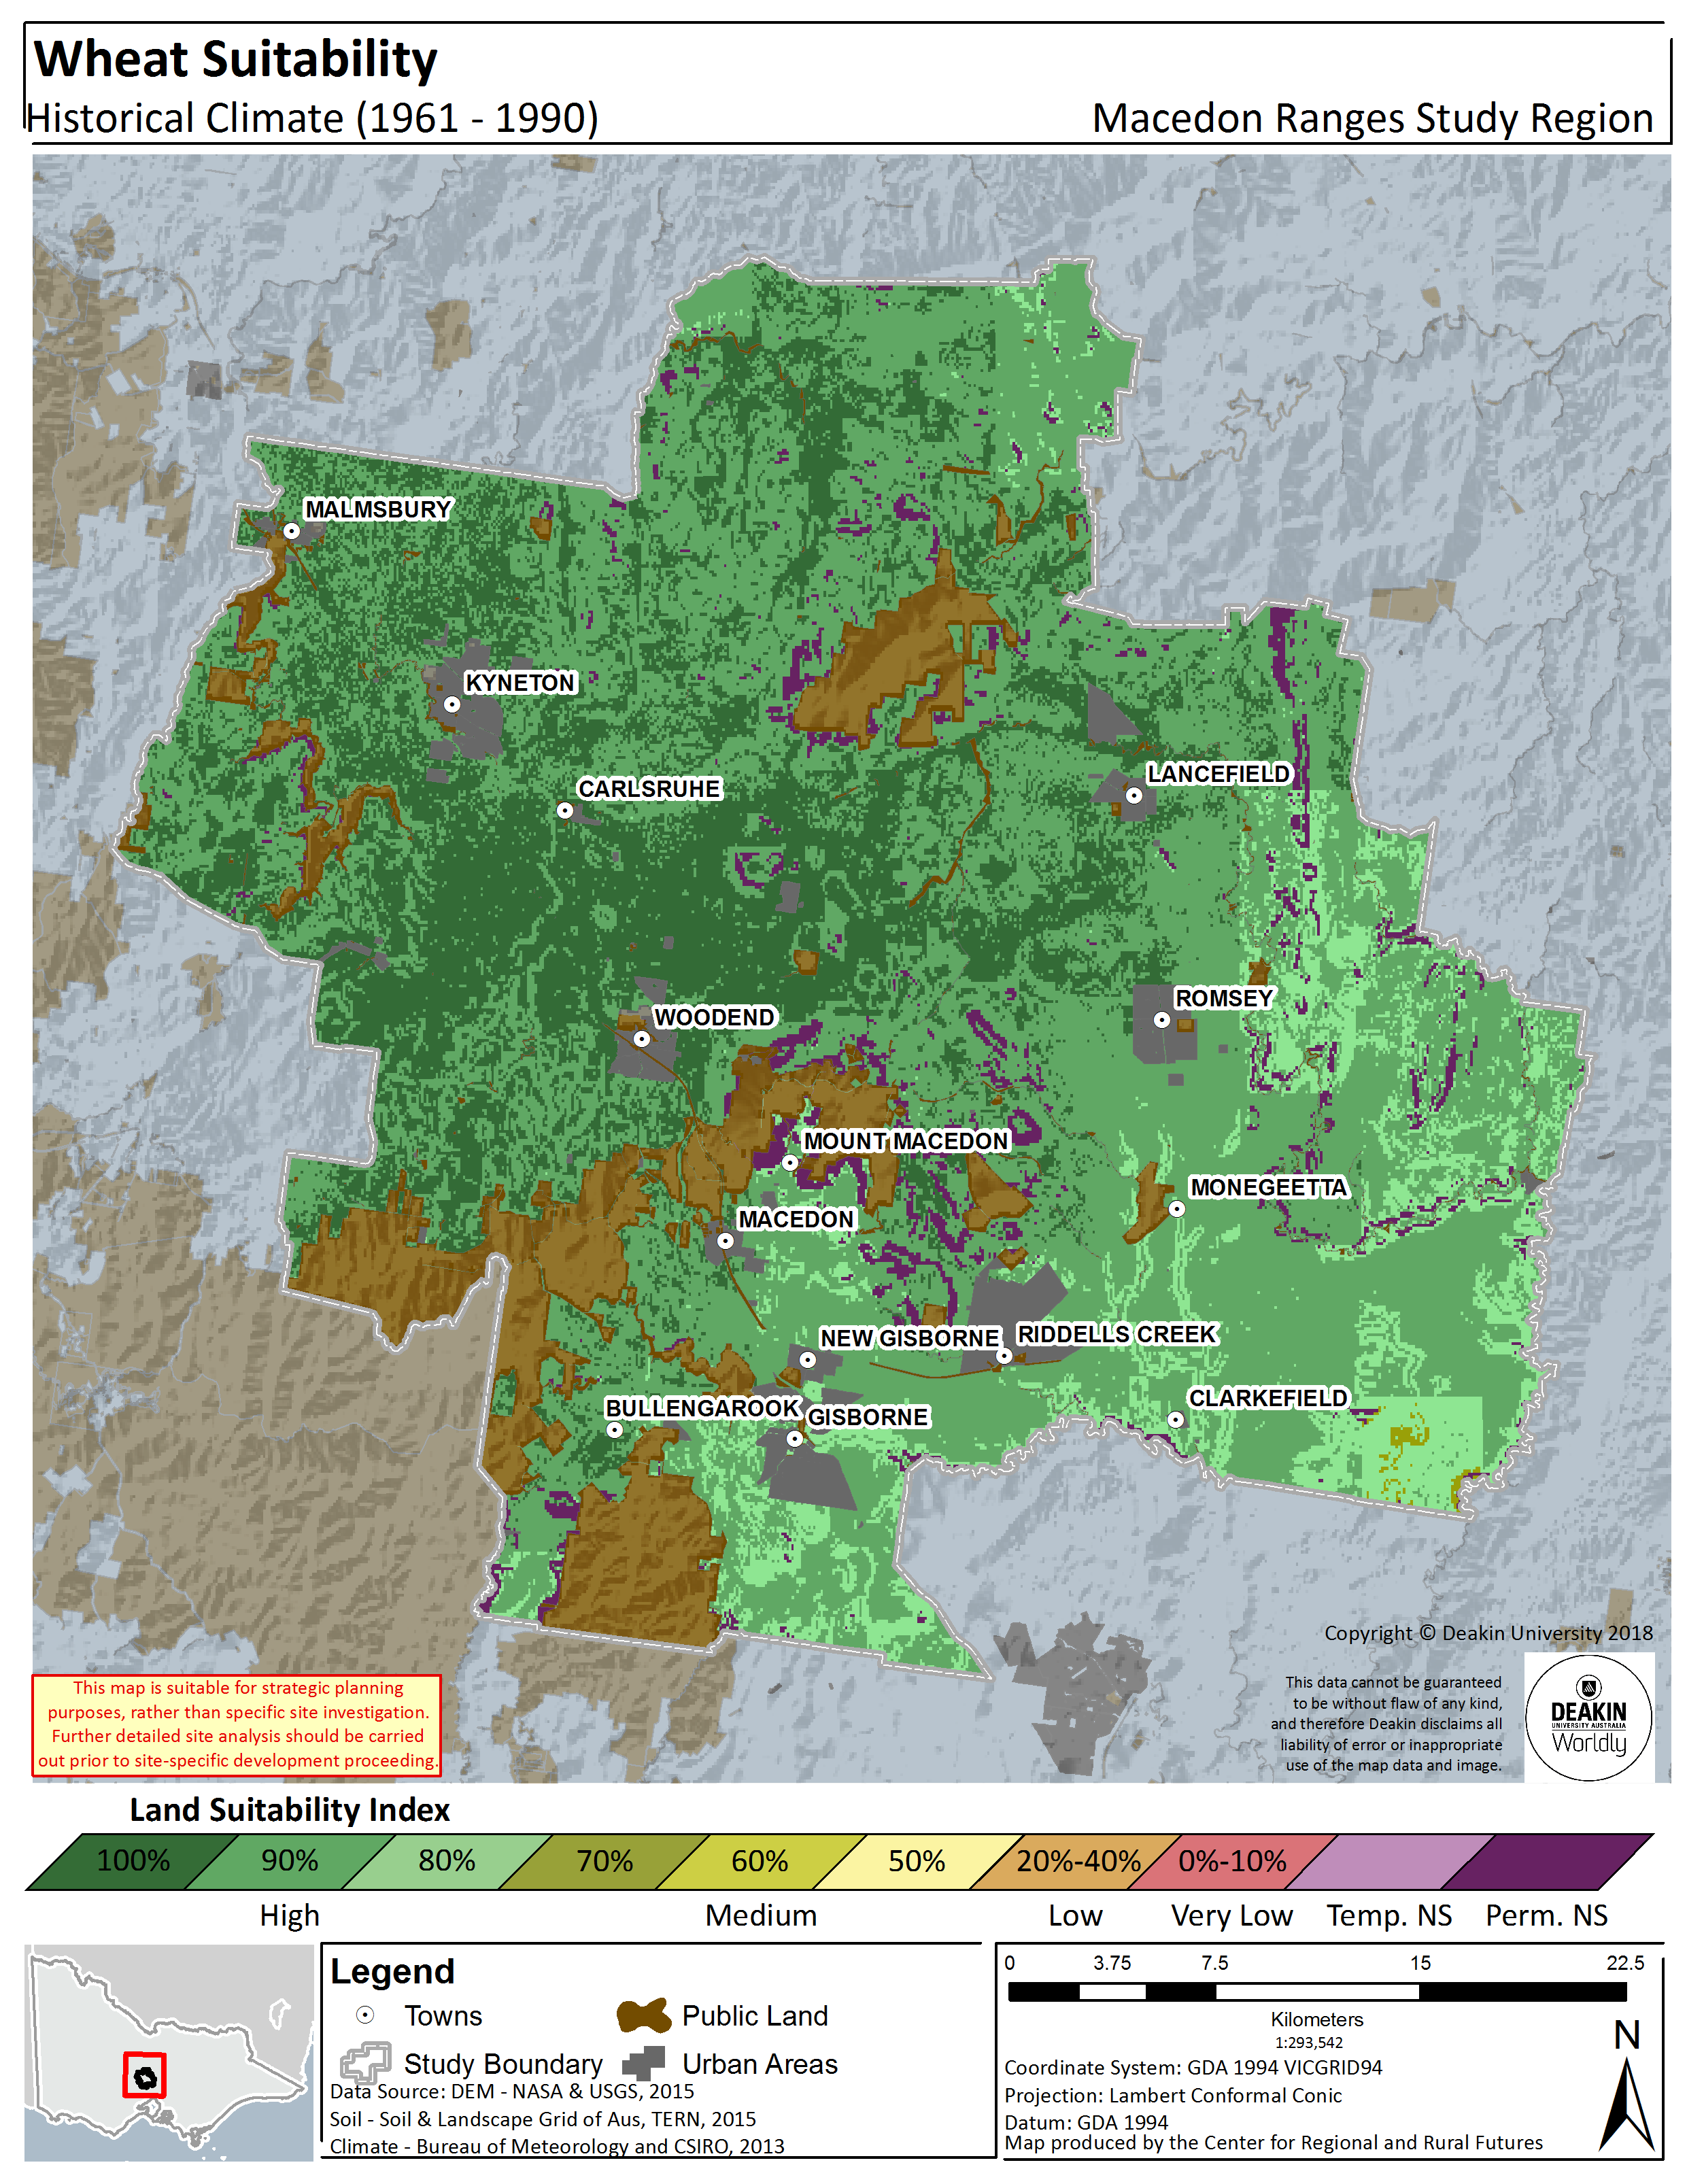 Wheat Suitability
Historical Climate (1961 - 1990)
Macedon Ranges Study Region
MALMSBURY
KYNETON
CARLSRUHE
LANCEFIELD
ROMSEY
WOODEND
MOUNT MACEDON
MONEGEETTA
MACEDON
NEW GISBORNE
RIDDELLS CREEK
CLARKEFIELD
BULLENGAROOK
GISBORNE
Copyright © Deakin University 2018
This data cannot be guaranteed
to be without flaw of any kind,
and therefore Deakin disclaims all
liability of error or inappropriate
use of the map data and image.
DEAKIN
UNIVERSITY AUSTRALIA
Worldly
This map is suitable for strategic planning
purposes, rather than specific site investigation.
Further detailed site analysis should be carried
out prior to site-specific development proceeding.
Land Suitability Index
100% 90% 80% 70% 60% 50% 20%-40% 0%-10%
High Medium Low Very Low Temp. NS Perm. NS
Legend
Towns
Public Land
Study Boundary
Urban Areas
Data Source: DEM - NASA & USGS, 2015
Soil - Soil & Landscape Grid of Aus, TERN, 2015
Climate - Bureau of Meteorology and CSIRO, 2013
0 3.75 7.5 15 22.5
Kilometers
1:293,542
N
Coordinate System: GDA 1994 VICGRID94
Projection: Lambert Conformal Conic
Datum: GDA 1994
Map produced by the Center for Regional and Rural Futures